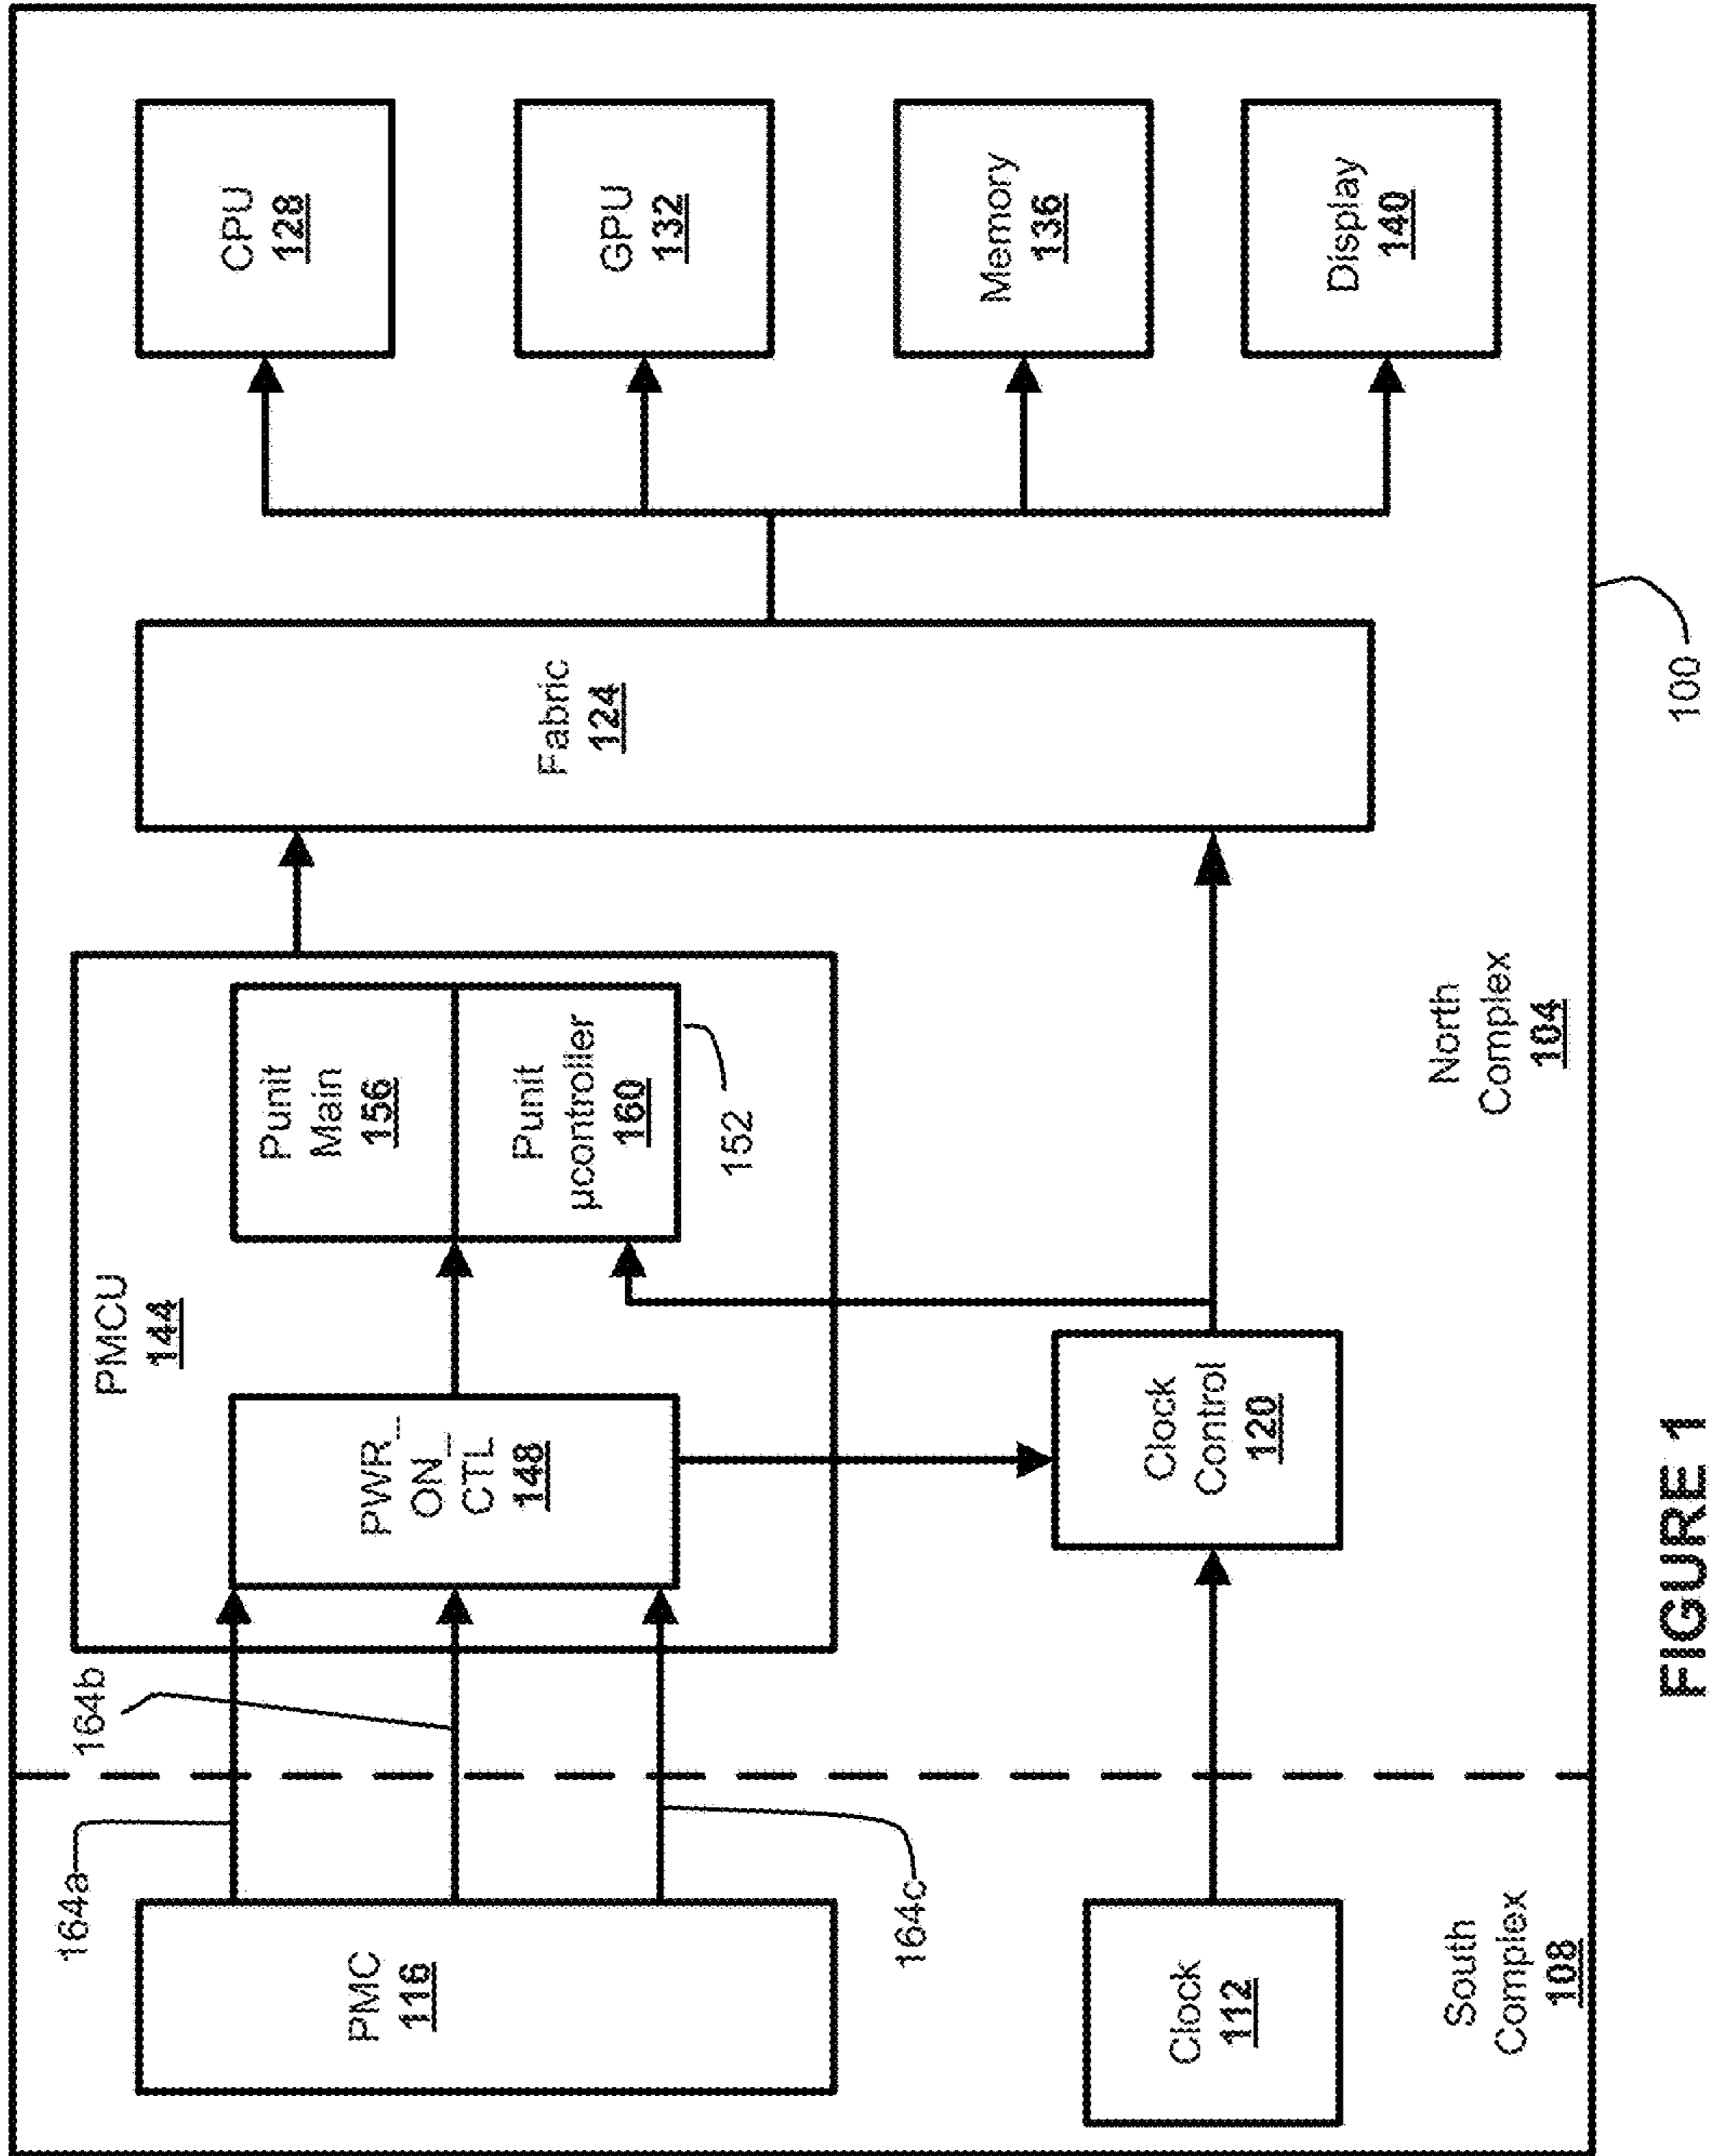 PMC
116
164a
164b
164c
PMCU
144
PWR_
ON_
CTL
148
Punit
Main
156
Punit
µcontroller
160
152
Fabric
124
CPU
128
GPU
132
Memory
136
Display
140
Clock
112
Clock
Control
120
South
Complex
108
North
Complex
104
100
FIGURE 1